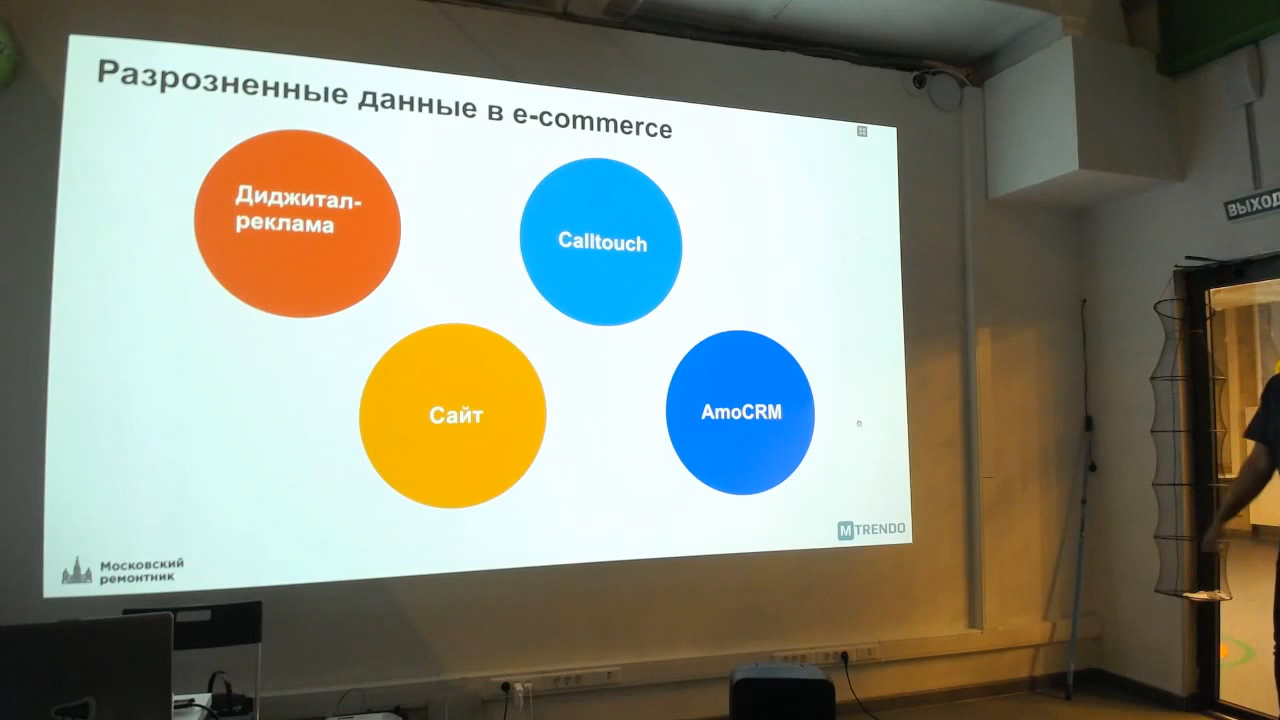 Разрозненные данные в e-commerce
Диджитал-
реклама
Calltouch
Сайт
AmoCRM
Московский
ремонтник
M TRENDO
ВЫХОД